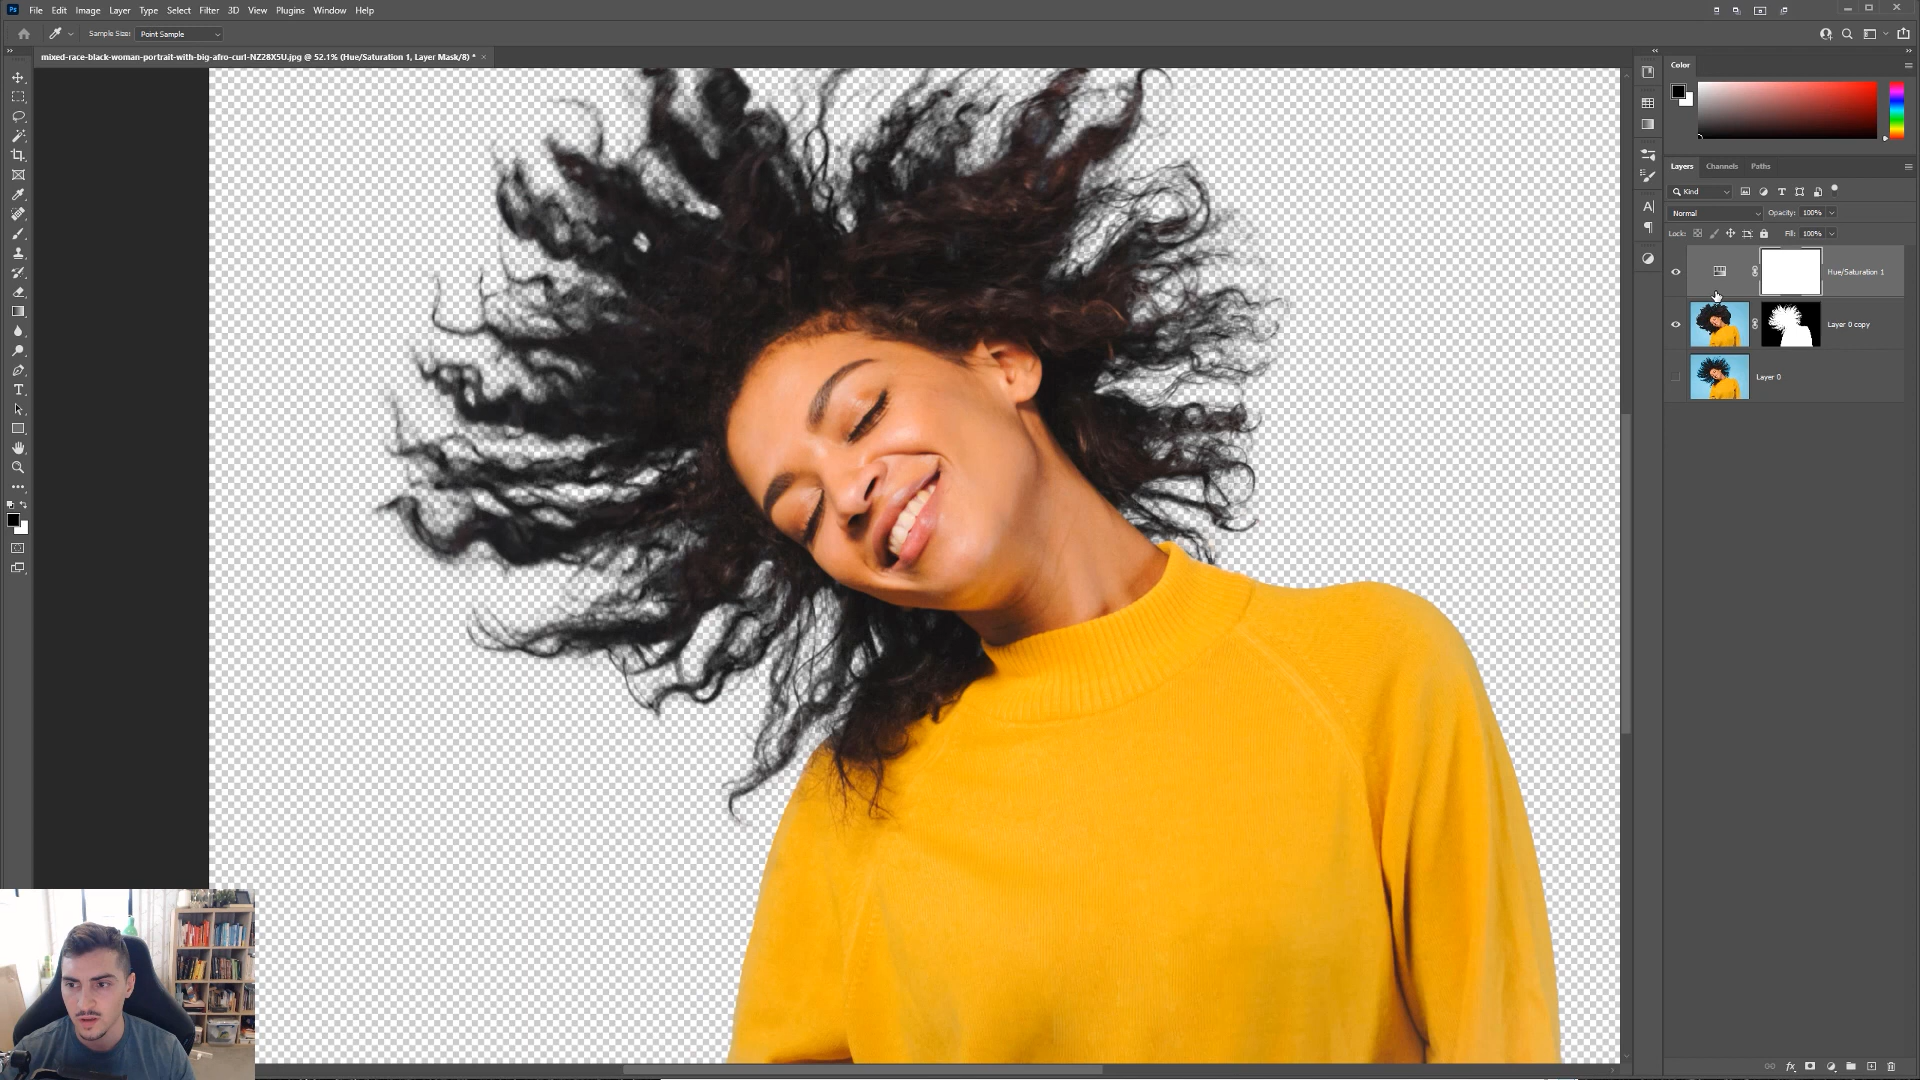 Ps File Edit Image Layer Type Select Filter 3D View Plugins Window Help
Sample Size: Point Sample
mixed-race-black-woman-portrait-with-big-afro-curl-NZ28X5U.jpg @ 52.1% (Hue/Saturation 1, Layer Mask/8) * ×
Color
Layers Channels Paths
Kind
Normal Opacity: 100%
Lock: Fill: 100%
Hue/Saturation 1
Layer 0 copy
Layer 0